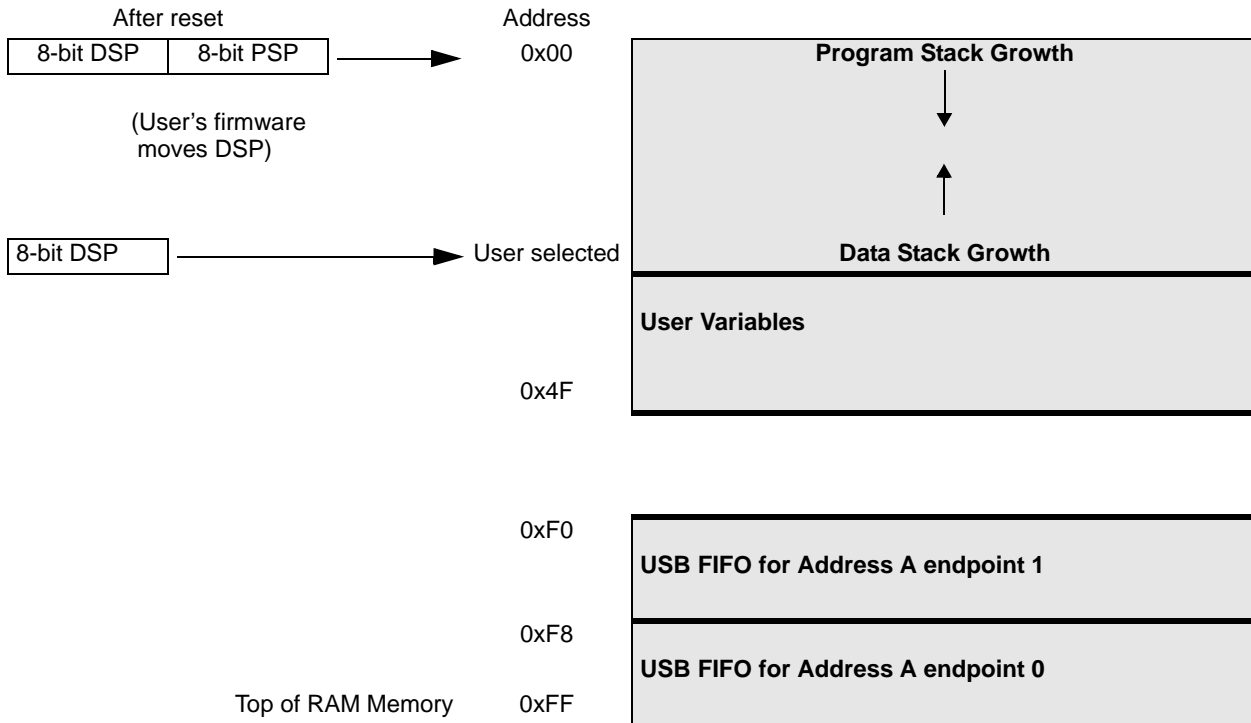 After reset
Address
8-bit DSP 8-bit PSP
0x00
Program Stack Growth
(User's firmware
moves DSP)
8-bit DSP
User selected
Data Stack Growth
User Variables
0x4F
0xF0
USB FIFO for Address A endpoint 1
0xF8
USB FIFO for Address A endpoint 0
Top of RAM Memory
0xFF